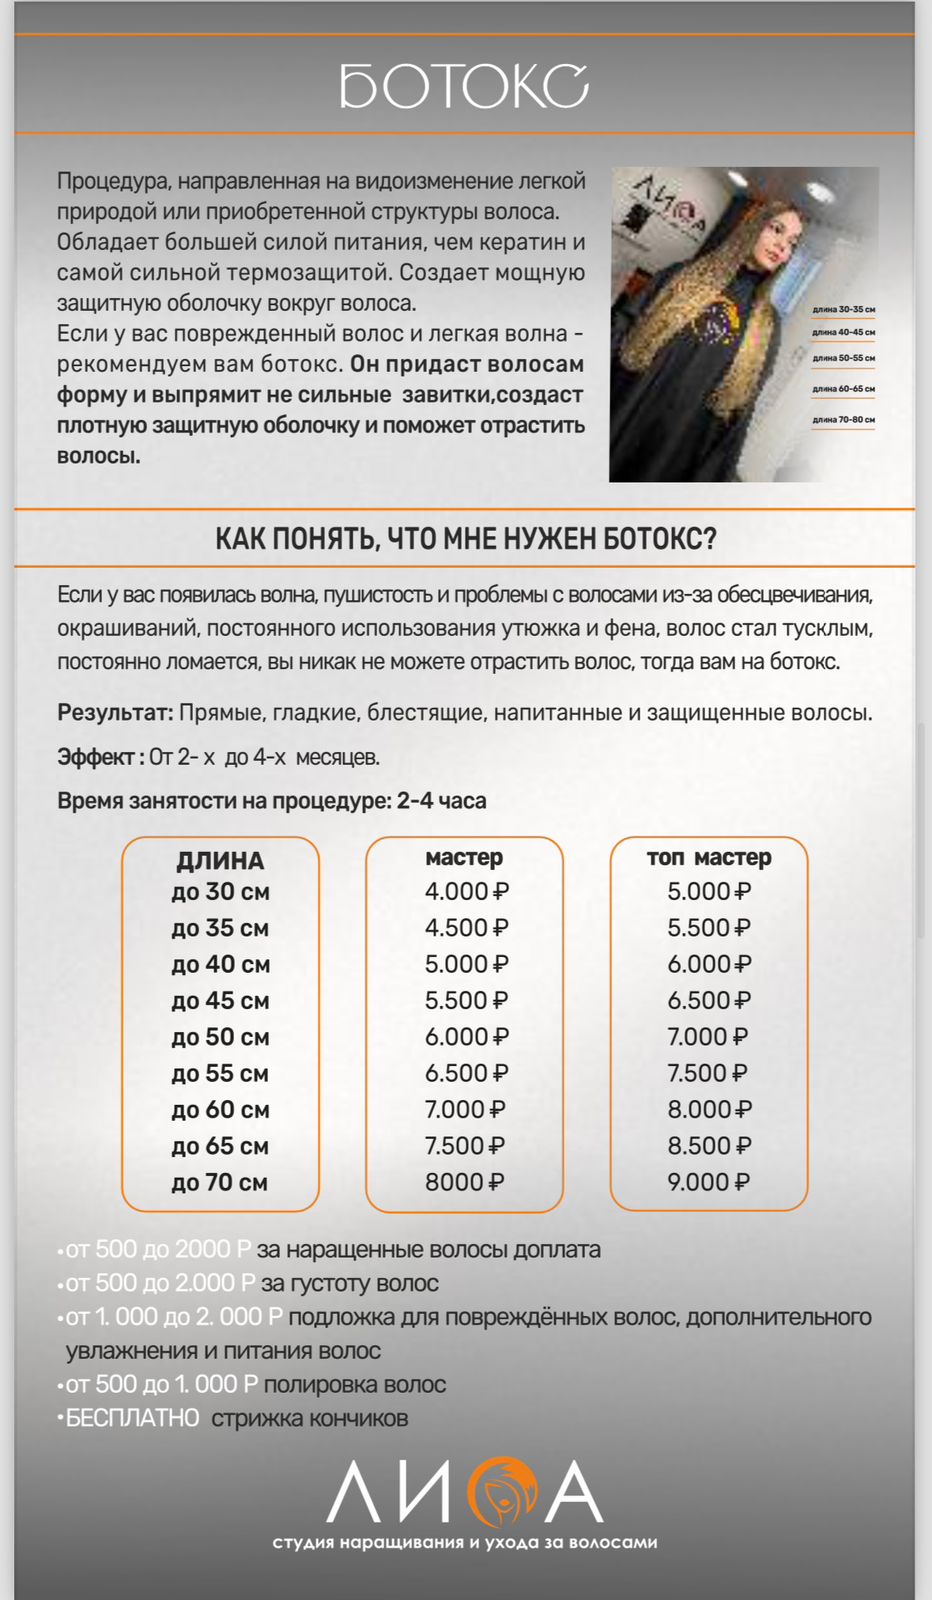 БОТОКС
Процедура, направленная на видоизменение легкой
природой или приобретенной структуры волоса.
Обладает большей силой питания, чем кератин и
самой сильной термозащитой. Создает мощную
защитную оболочку вокруг волоса.
Если у вас поврежденный волос и легкая волна -
рекомендуем вам ботокс. Он придаст волосам
форму и выпрямит не сильные завитки,создаст
плотную защитную оболочку и поможет отрастить
волосы.
ЛИСА
длина 30-35 см
длина 40-45 см
длина 50-55 см
длина 60-65 см
длина 70-80 см
КАК ПОНЯТЬ, ЧТО МНЕ НУЖЕН БОТОКС?
Если у вас появилась волна, пушистость и проблемы с волосами из-за обесцвечивания,
окрашиваний, постоянного использования утюжка и фена, волос стал тусклым,
постоянно ломается, вы никак не можете отрастить волос, тогда вам на ботокс.
Результат: Прямые, гладкие, блестящие, напитанные и защищенные волосы.
Эффект : От 2- х до 4-х месяцев.
Время занятости на процедуре: 2-4 часа
ДЛИНА мастер топ мастер
до 30 см 4.000 ₽ 5.000 ₽
до 35 см 4.500 ₽ 5.500 ₽
до 40 см 5.000 ₽ 6.000 ₽
до 45 см 5.500 ₽ 6.500 ₽
до 50 см 6.000 ₽ 7.000 ₽
до 55 см 6.500 ₽ 7.500 ₽
до 60 см 7.000 ₽ 8.000 ₽
до 65 см 7.500 ₽ 8.500 ₽
до 70 см 8000 ₽ 9.000 ₽
•от 500 до 2000 Р за наращенные волосы доплата
•от 500 до 2.000 Р за густоту волос
•от 1. 000 до 2. 000 Р подложка для повреждённых волос, дополнительного
увлажнения и питания волос
•от 500 до 1. 000 Р полировка волос
•БЕСПЛАТНО стрижка кончиков
ЛИСА
студия наращивания и ухода за волосами